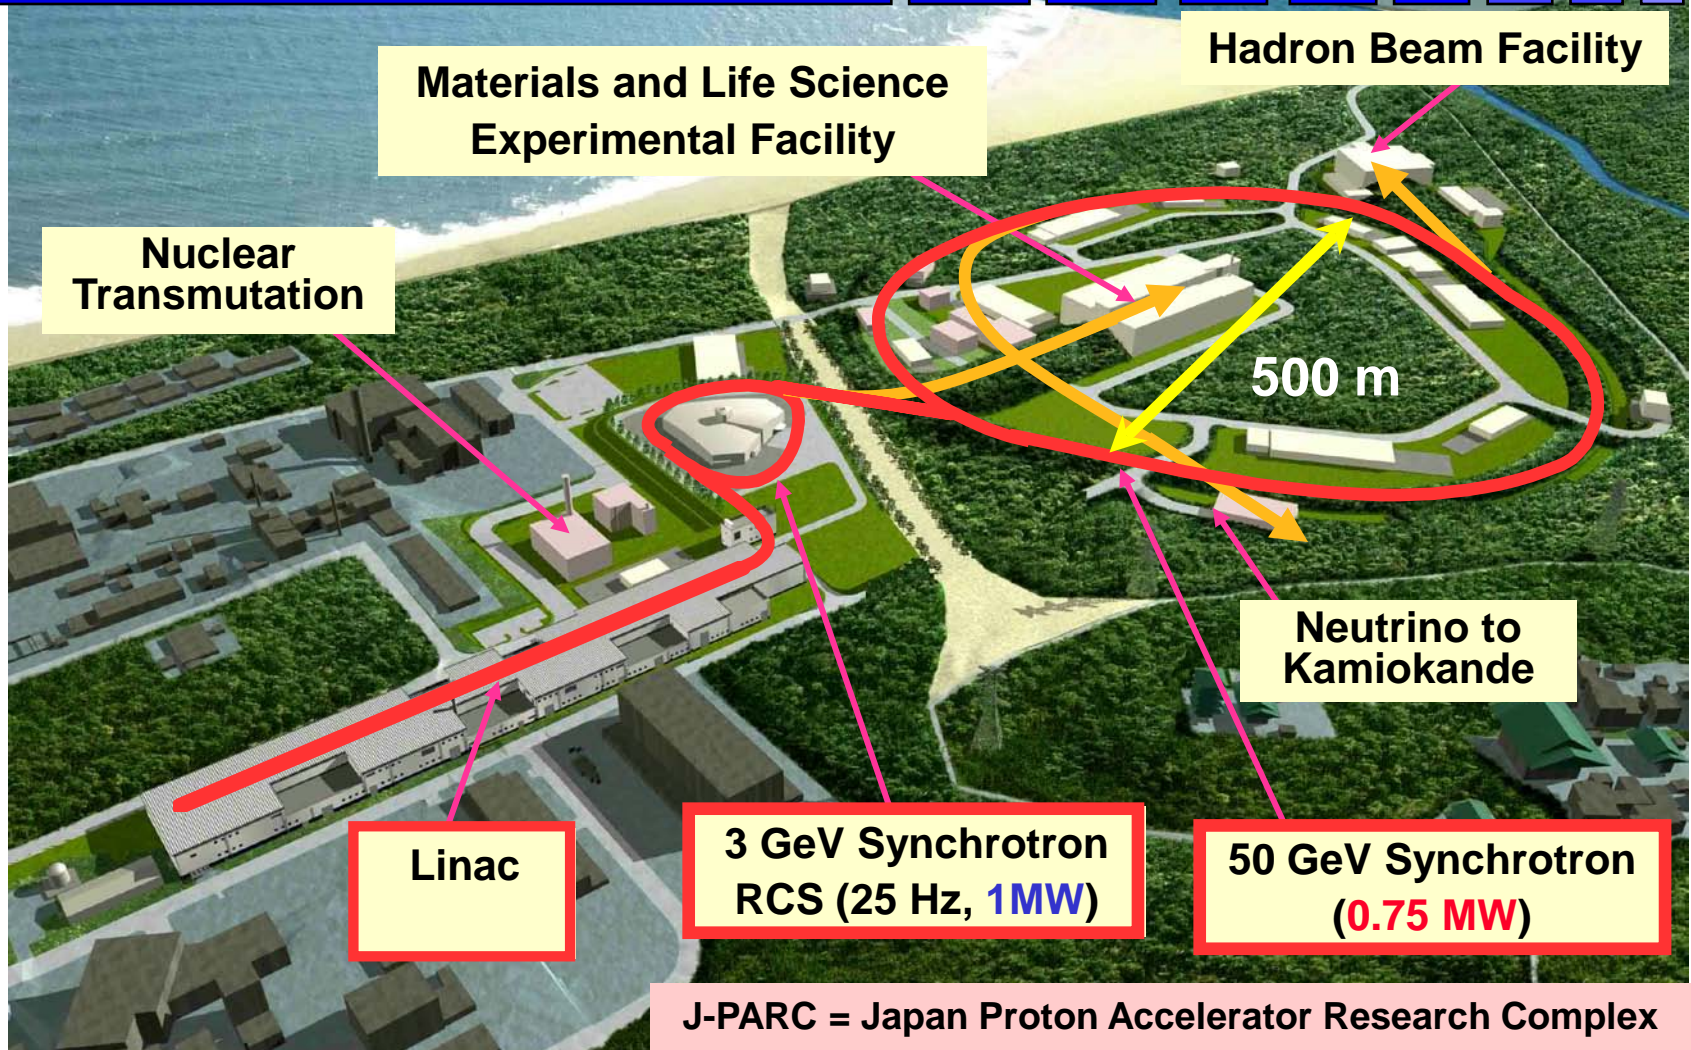 Hadron Beam Facility
Materials and Life Science
Experimental Facility
Nuclear
Transmutation
500 m
Neutrino to
Kamiokande
Linac
3 GeV Synchrotron
RCS (25 Hz, 1MW)
50 GeV Synchrotron
(0.75 MW)
J-PARC = Japan Proton Accelerator Research Complex